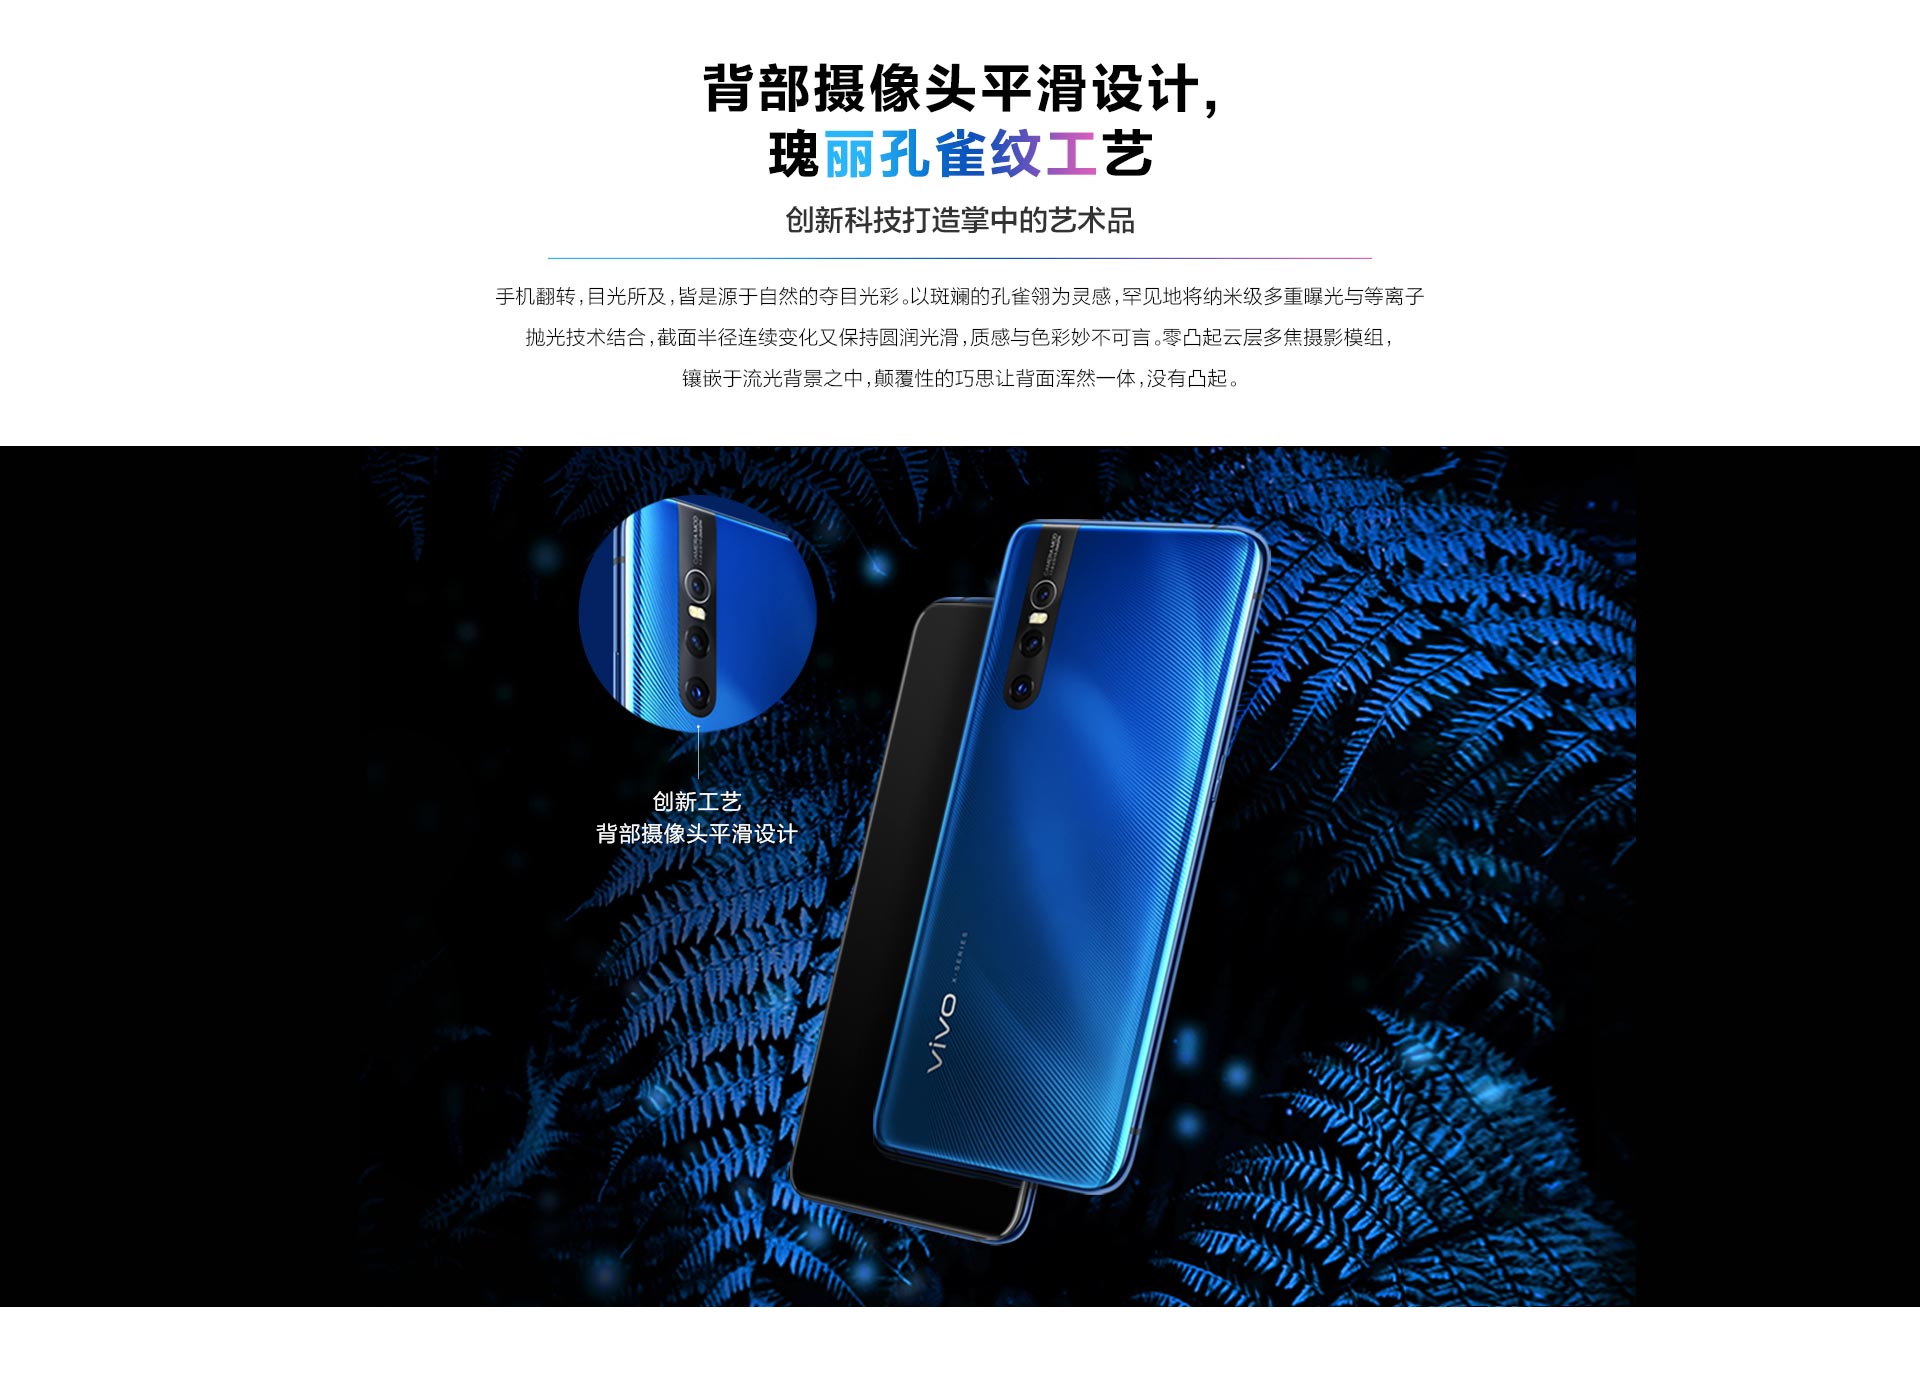 背部摄像头平滑设计，
瑰丽孔雀纹工艺
创新科技打造掌中的艺术品
手机翻转，目光所及，皆是源于自然的夺目光彩。以斑斓的孔雀翎为灵感，罕见地将纳米级多重曝光与等离子
抛光技术结合，截面半径连续变化又保持圆润光滑，质感与色彩妙不可言。零凸起云层多焦摄影模组，
镶嵌于流光背景之中，颠覆性的巧思让背面浑然一体，没有凸起。
CAMERA MOD
CAMERA MOD
创新工艺
背部摄像头平滑设计
vivo X-SERIES